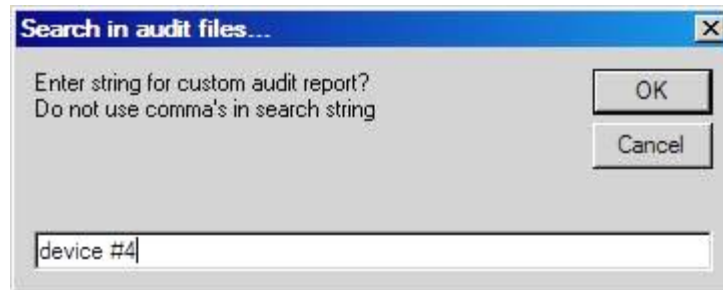 Search in audit files...
Enter string for custom audit report?
OK
Do not use comma's in search string
Cancel
device #4